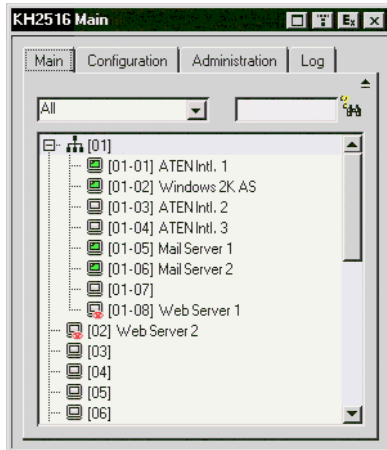 KH2516 Main
Main Configuration Administration Log
All
[01]
[01-01] ATEN Intl. 1
[01-02] Windows 2K AS
[01-03] ATEN Intl. 2
[01-04] ATEN Intl. 3
[01-05] Mail Server 1
[01-06] Mail Server 2
[01-07]
[01-08] Web Server 1
[02] Web Server 2
[03]
[04]
[05]
[06]